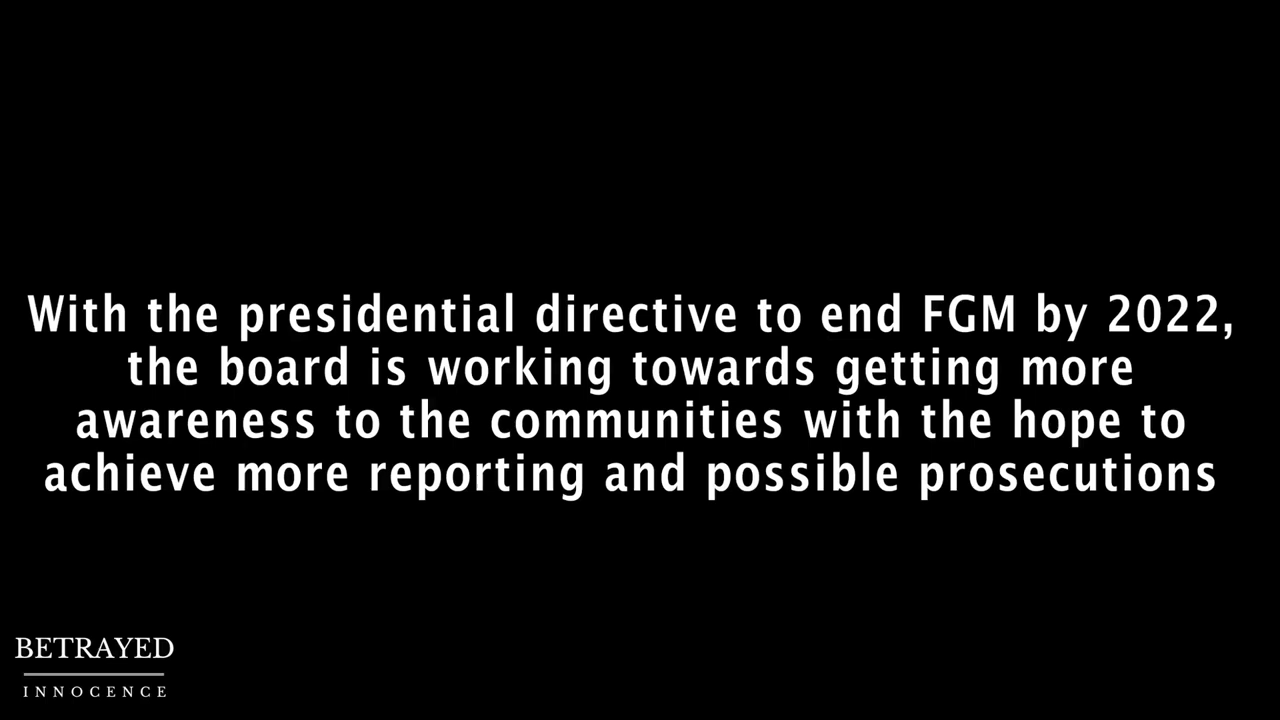 With the presidential directive to end FGM by 2022,
the board is working towards getting more
awareness to the communities with the hope to
achieve more reporting and possible prosecutions
BETRAYED
INNOCENCE